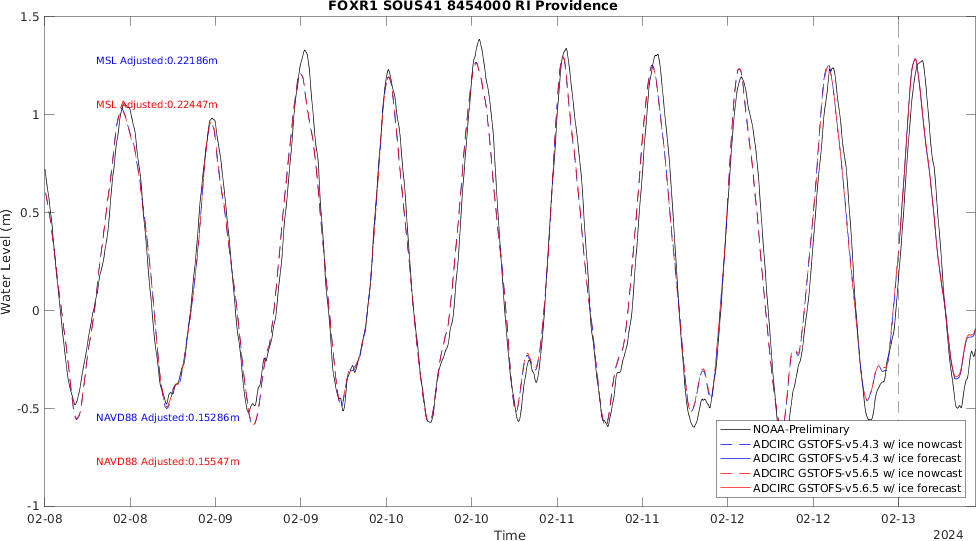 FOXR1 SOUS41 8454000 RI Providence
1.5
MSL Adjusted:0.22186m
MSL Adjusted:0.22447m
1
0.5
Water Level (m)
0
-0.5
NAVD88 Adjusted:0.15286m
NAVD88 Adjusted:0.15547m
NOAA-Preliminary
ADCIRC GSTOFS-v5.4.3 w/ ice nowcast
ADCIRC GSTOFS-v5.4.3 w/ ice forecast
ADCIRC GSTOFS-v5.6.5 w/ ice nowcast
ADCIRC GSTOFS-v5.6.5 w/ ice forecast
-1
02-08 02-08 02-09 02-09 02-10 02-10 02-11 02-11 02-12 02-12 02-13
Time
2024